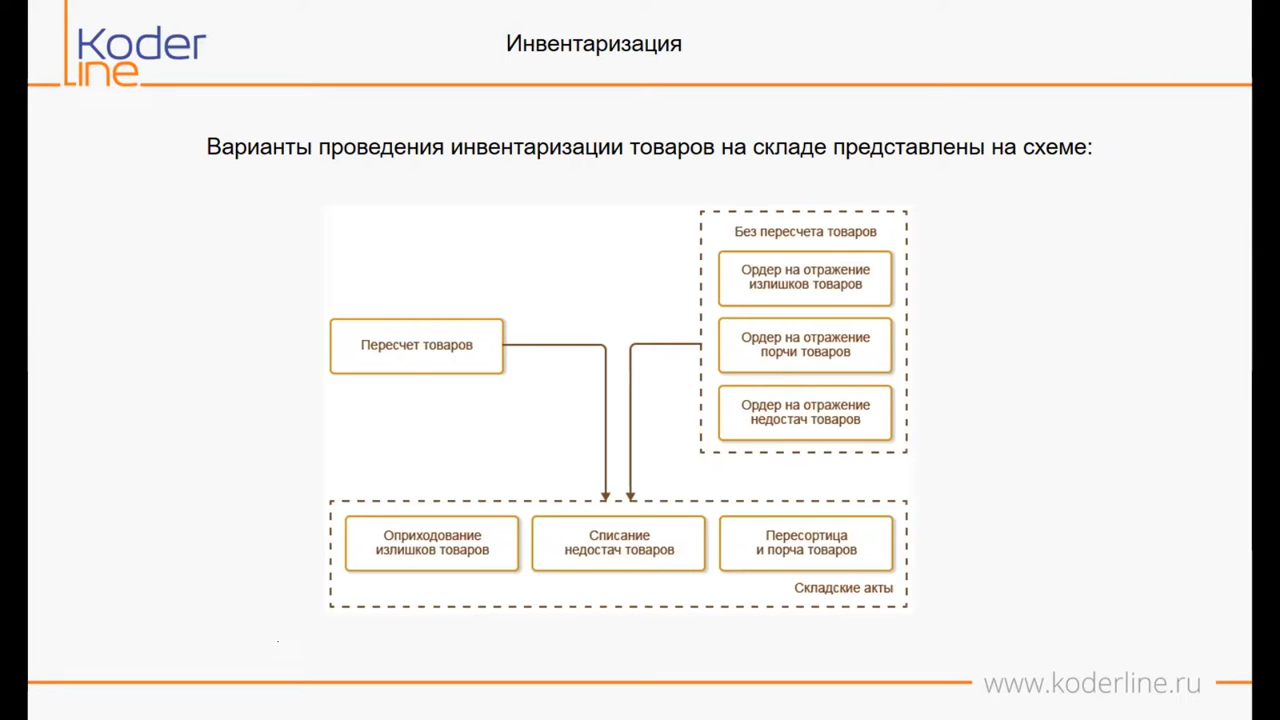 Koder
Line
Инвентаризация
Варианты проведения инвентаризации товаров на складе представлены на схеме:
Без пересчета товаров
Ордер на отражение
излишков товаров
Пересчет товаров
Ордер на отражение
порчи товаров
Ордер на отражение
недостач товаров
Оприходование
излишков товаров
Списание
недостач товаров
Пересортица
и порча товаров
Складские акты
www.koderline.ru